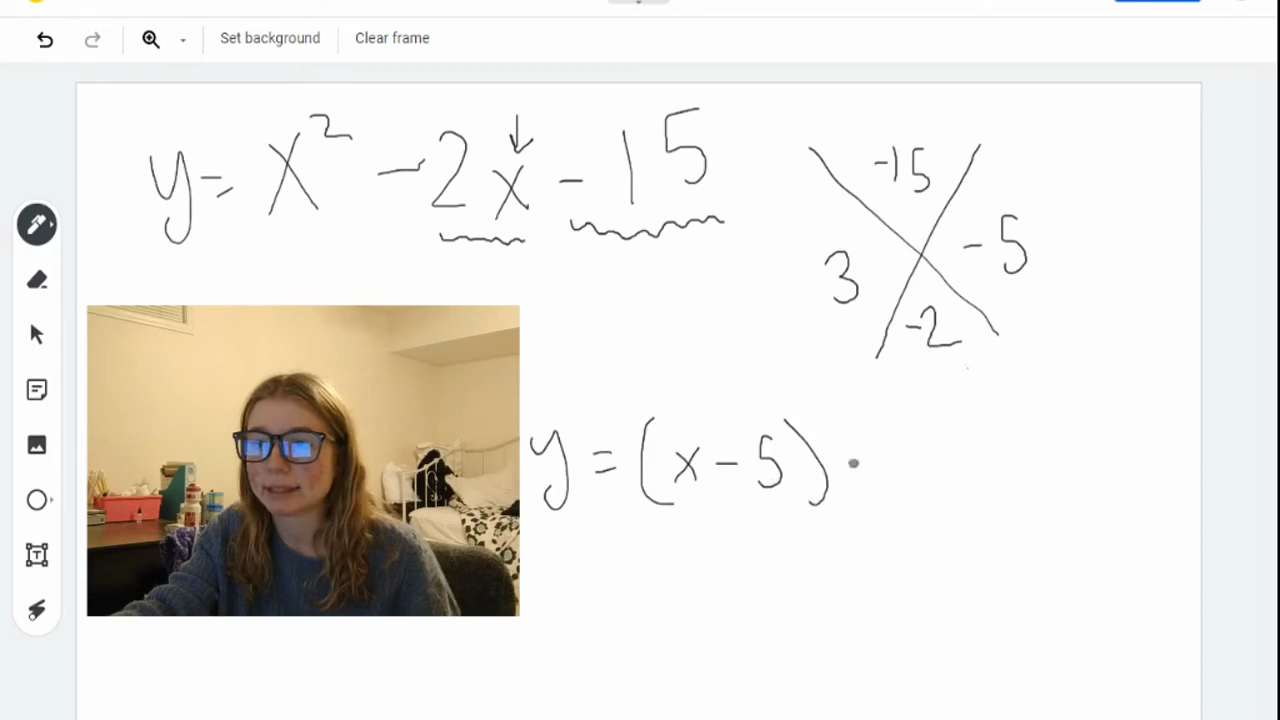 Set background Clear frame
y = x² - 2x - 15
-15
3 -5
-2
y = (x - 5)
T